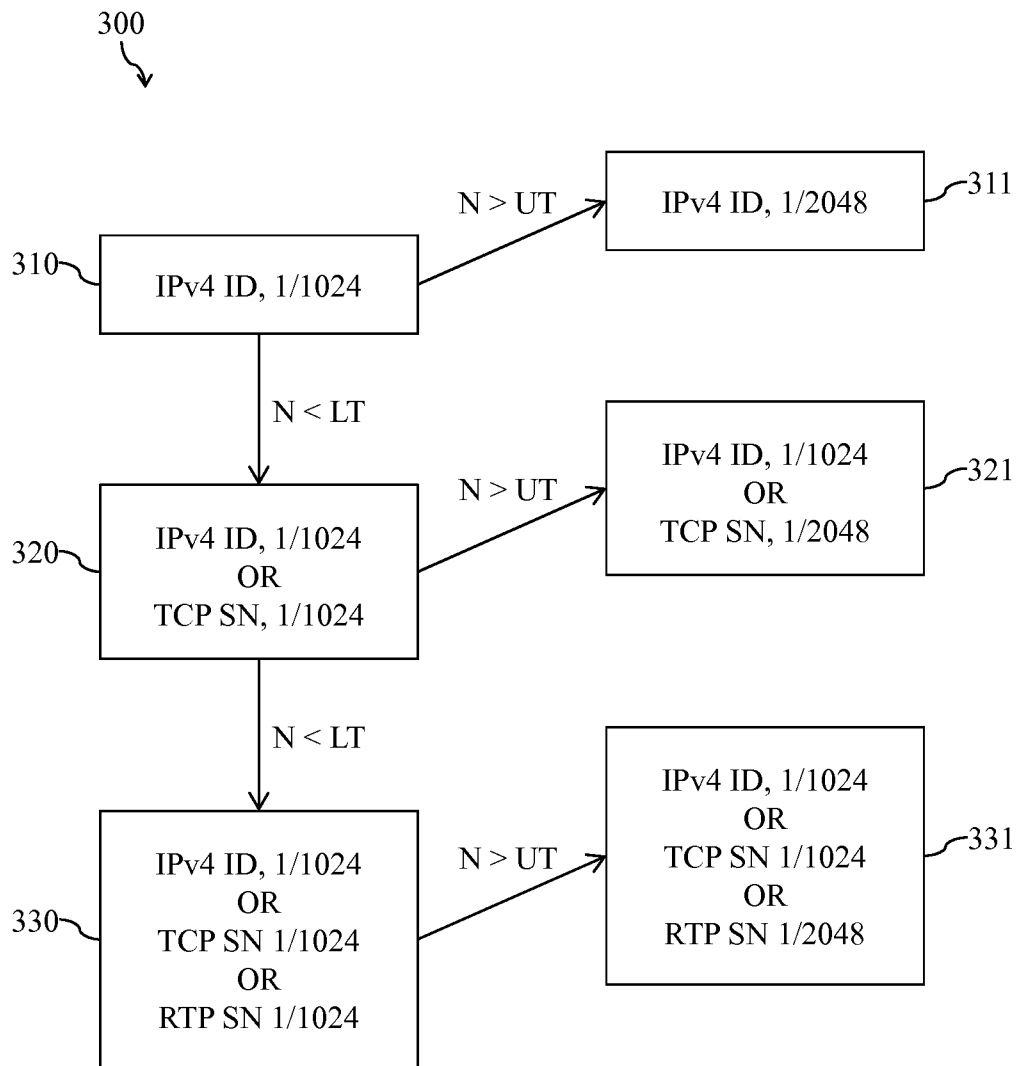 300
IPv4 ID, 1/2048
311
N > UT
310
IPv4 ID, 1/1024
N < LT
IPv4 ID, 1/1024
OR
TCP SN, 1/2048
321
N > UT
320
IPv4 ID, 1/1024
OR
TCP SN, 1/1024
N < LT
IPv4 ID, 1/1024
OR
TCP SN 1/1024
OR
RTP SN 1/2048
331
N > UT
330
IPv4 ID, 1/1024
OR
TCP SN 1/1024
OR
RTP SN 1/1024